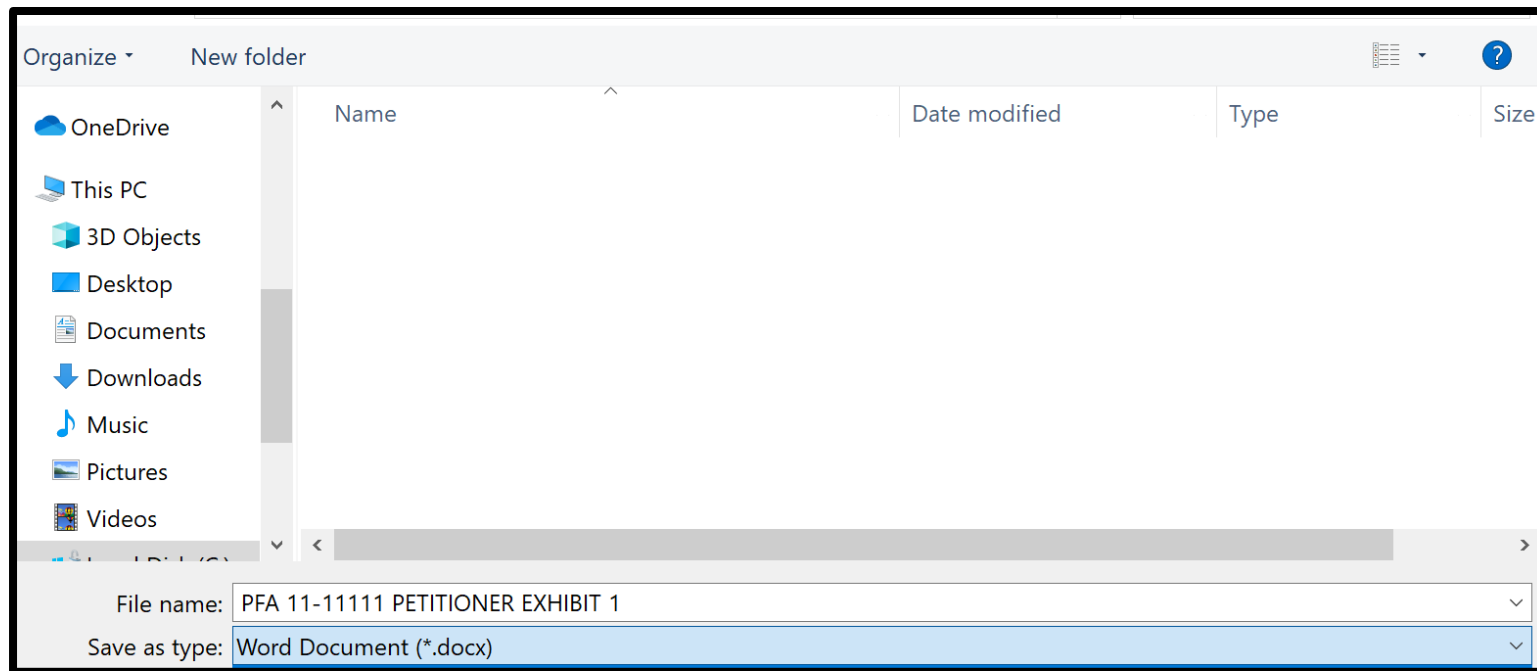 Organize New folder ?
Name Date modified Type Size
OneDrive
This PC
3D Objects
Desktop
Documents
Downloads
Music
Pictures
Videos
File name: PFA 11-11111 PETITIONER EXHIBIT 1
Save as type: Word Document (*.docx)